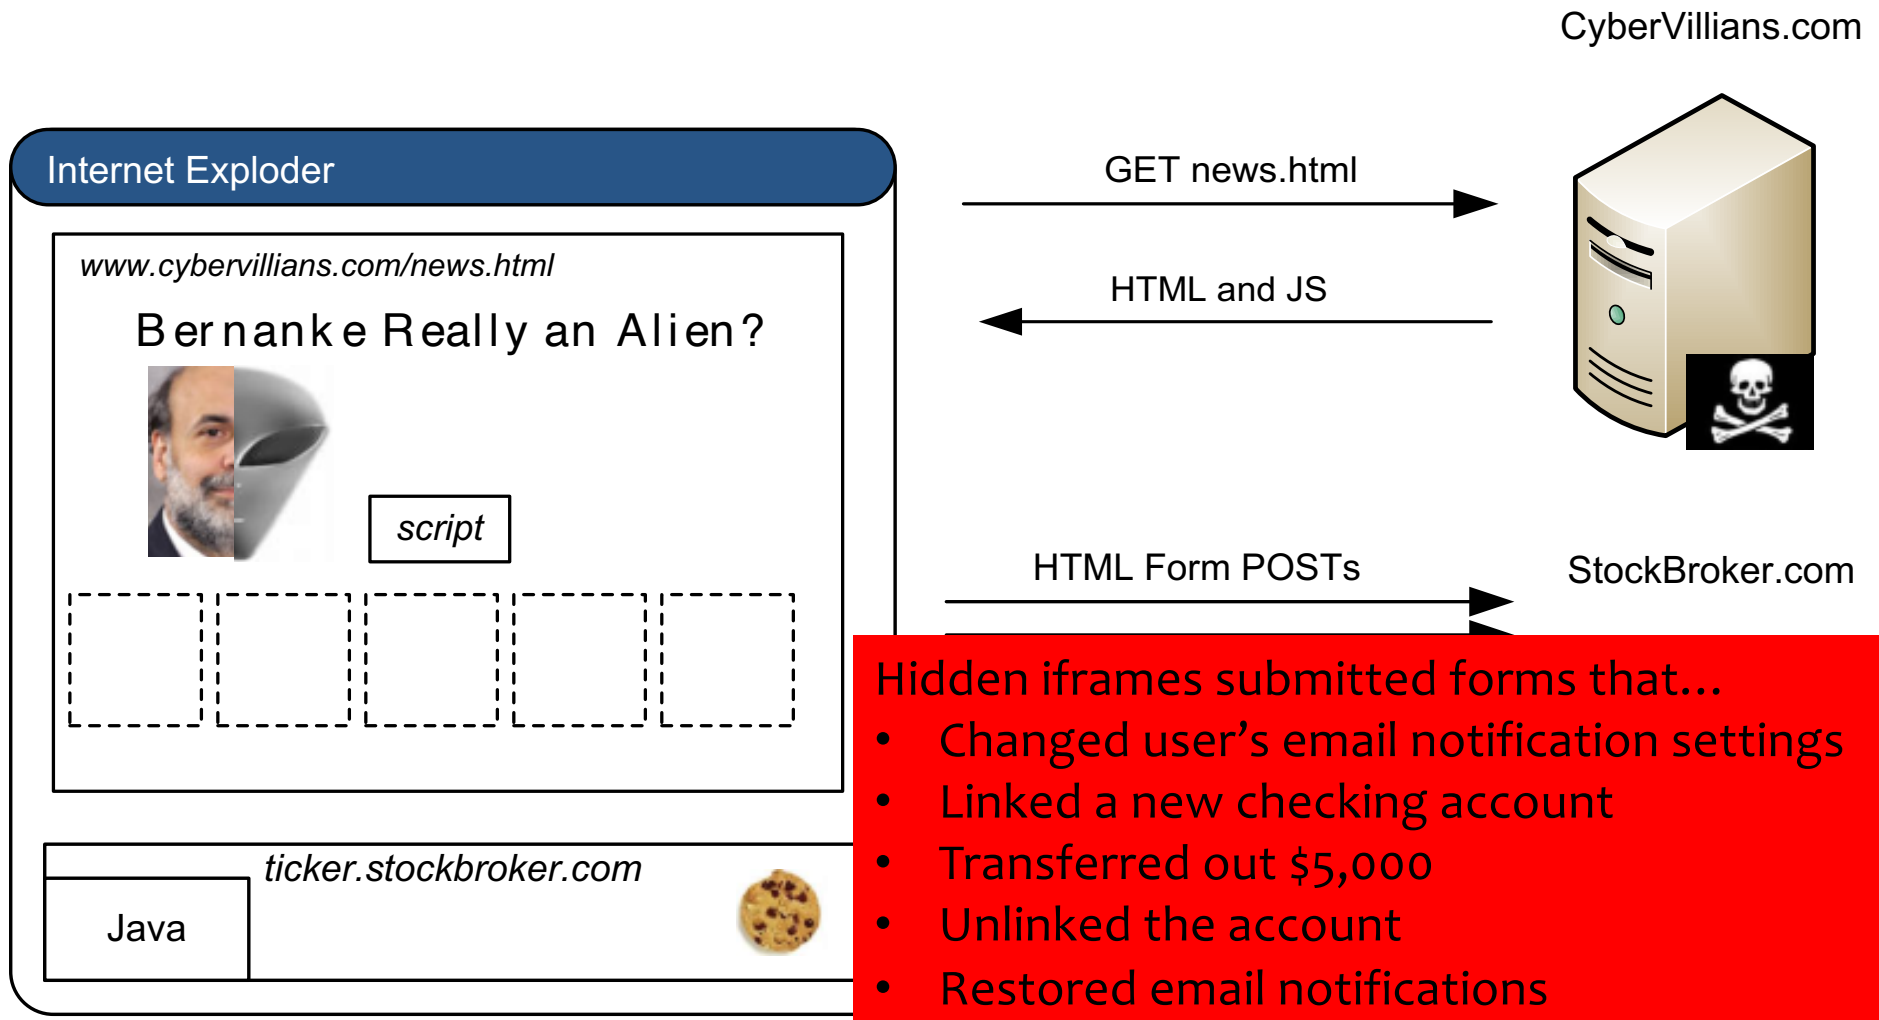 CyberVillians.com
Internet Exploder
GET news.html
www.cybervillians.com/news.html
HTML and JS
Bernanke Really an Alien?
script
HTML Form POSTs
StockBroker.com
Hidden iframes submitted forms that...
• Changed user’s email notification settings
• Linked a new checking account
• Transferred out $5,000
• Unlinked the account
• Restored email notifications
ticker.stockbroker.com
Java